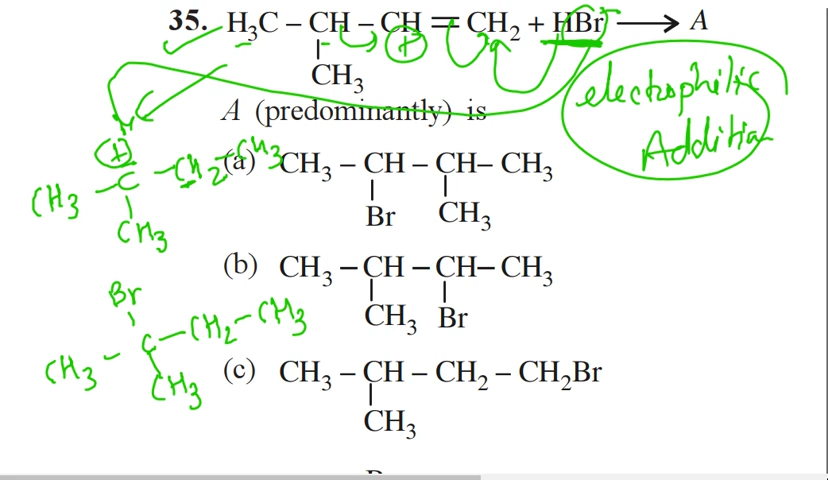 35. H₃C – CH – CH = CH₂ + HBr ⟶ A
(+)
CH₃
electrophilic
Addition
A (predominantly) is
(+)
CH₃ – C – CH₂ – CH₃
CH₃
(a) CH₃ – CH – CH – CH₃
Br CH₃
(b) CH₃ – CH – CH – CH₃
CH₃ Br
Br
CH₃ – C – CH₂ – CH₃
CH₃
(c) CH₃ – CH – CH₂ – CH₂Br
CH₃